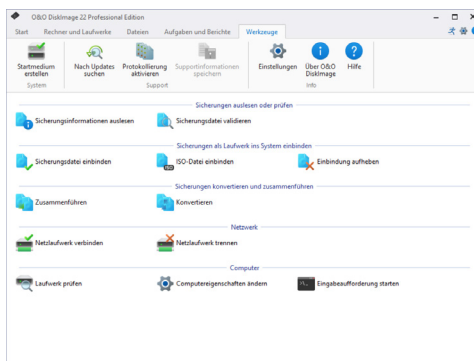 O&O DiskImage 22 Professional Edition
Start Rechner und Laufwerke Dateien Aufgaben und Berichte Werkzeuge
Startmedium erstellen
Nach Updates suchen
Protokollierung aktivieren
Supportinformationen speichern
Einstellungen
Über O&O DiskImage
Hilfe
System Support Info
Sicherungen auslesen oder prüfen
Sicherungsinformationen auslesen Sicherungsdatei validieren
Sicherungen als Laufwerk ins System einbinden
Sicherungsdatei einbinden ISO-Datei einbinden Einbindung aufheben
Sicherungen konvertieren und zusammenführen
Zusammenführen Konvertieren
Netzwerk
Netzlaufwerk verbinden Netzlaufwerk trennen
Computer
Laufwerk prüfen Computereigenschaften ändern Eingabeaufforderung starten